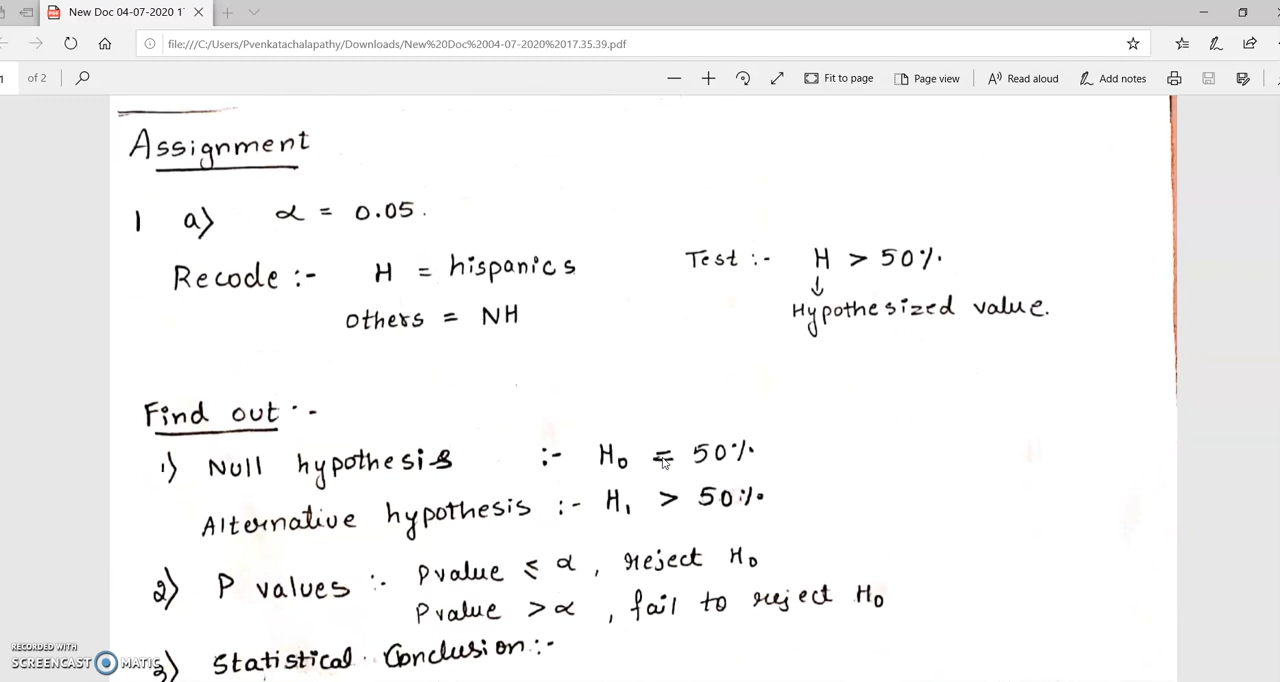 New Doc 04-07-2020 1
file:///C:/Users/Pvenkatachalapathy/Downloads/New%20Doc%2004-07-2020%2017.35.39.pdf
1 of 2
Fit to page
Page view
Read aloud
Add notes
Assignment
1 a) α = 0.05.
Recode :- H = hispanics
Test :- H > 50%.
Others = NH
Hypothesized value.
Find out :-
1) Null hypothesis :- H0 = 50%.
Alternative hypothesis :- H1 > 50%.
2) P values :- Pvalue ≤ α, reject H0
Pvalue > α, fail to reject H0
3) Statistical Conclusion :-
RECORDED WITH
SCREENCAST MATIC